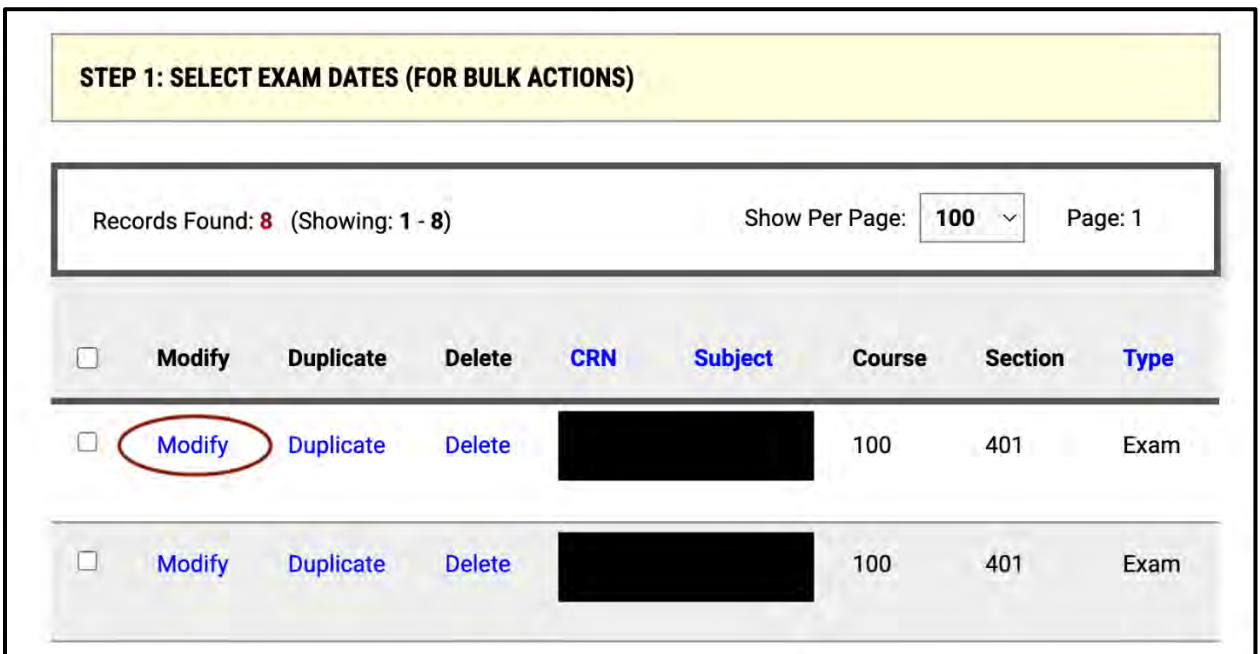 STEP 1: SELECT EXAM DATES (FOR BULK ACTIONS)
Records Found: 8 (Showing: 1 - 8) Show Per Page: 100 Page: 1
Modify Duplicate Delete CRN Subject Course Section Type
Modify Duplicate Delete 100 401 Exam
Modify Duplicate Delete 100 401 Exam